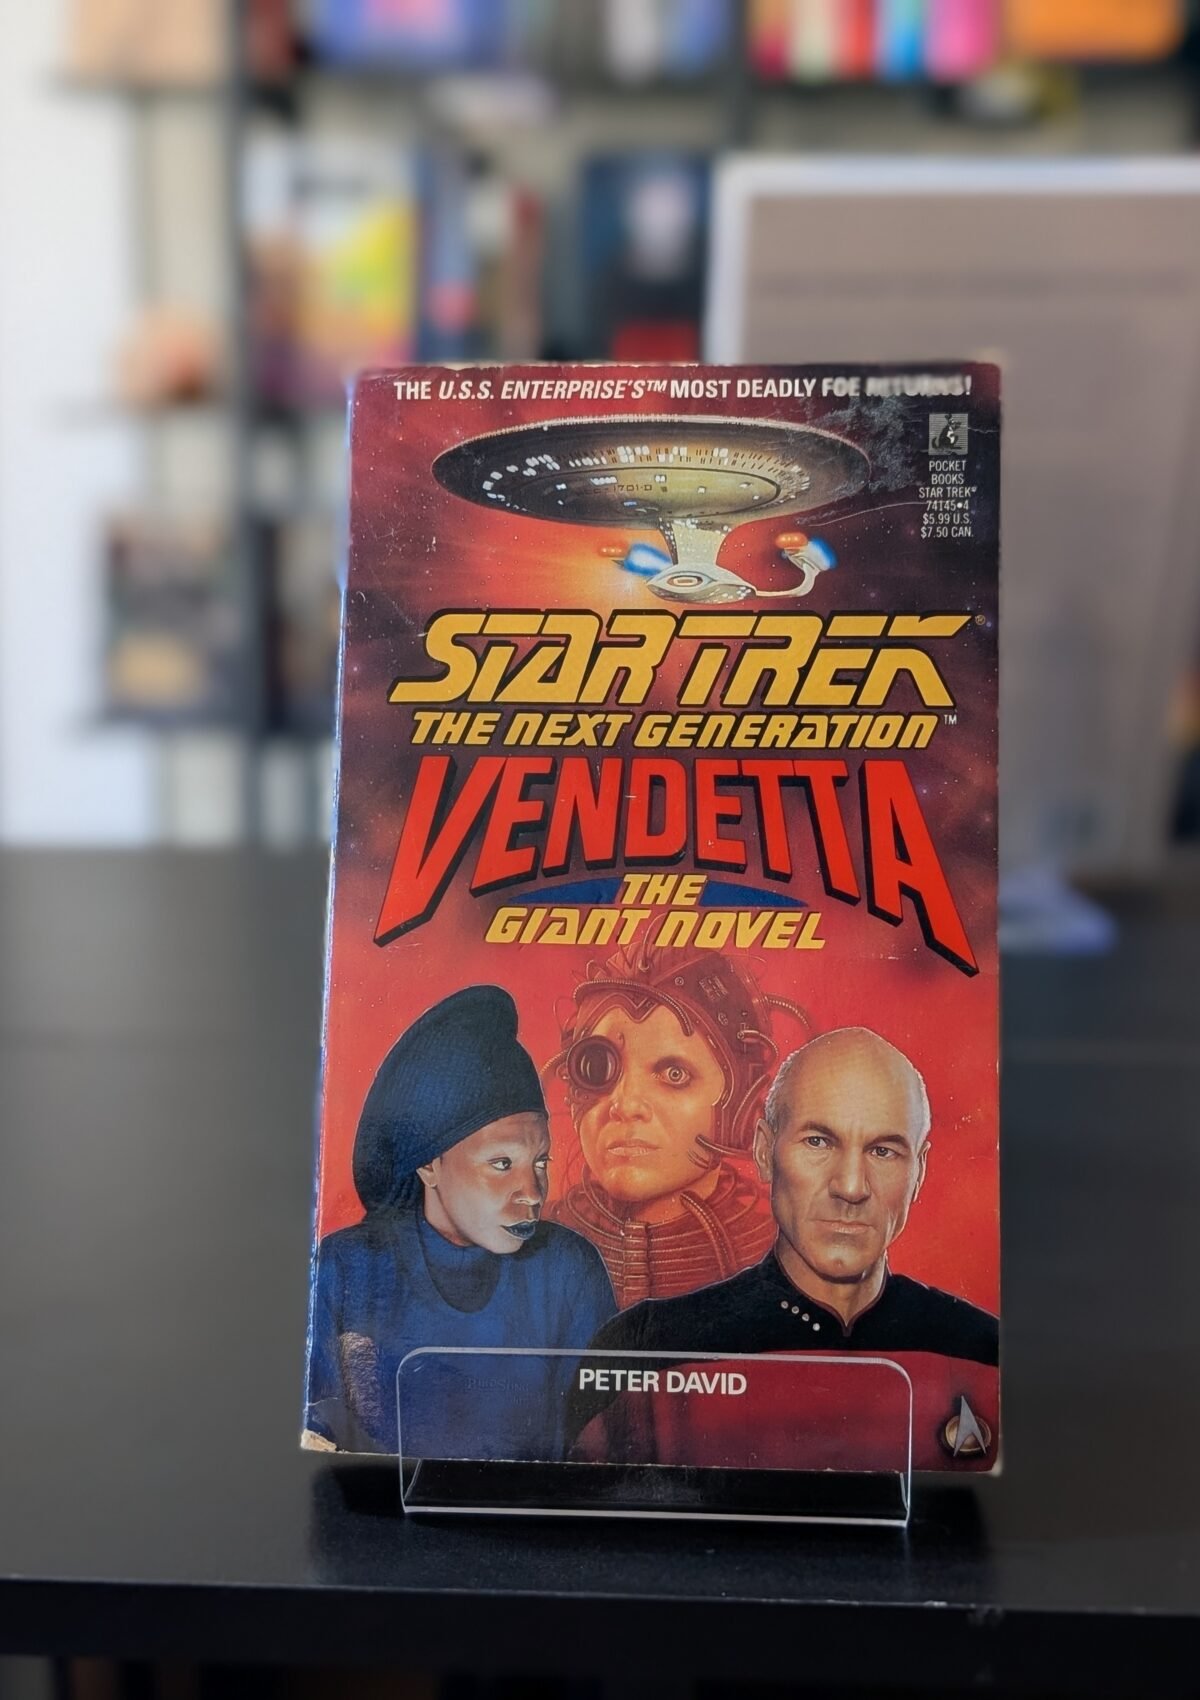 THE U.S.S. ENTERPRISE'S™ MOST DEADLY FOE RETURNS!
POCKET
BOOKS
STAR TREK®
74145•4
$5.99 U.S.
$7.50 CAN.
1701-D
STAR TREK®
THE NEXT GENERATION™
VENDETTA
THE
GIANT NOVEL
PETER DAVID